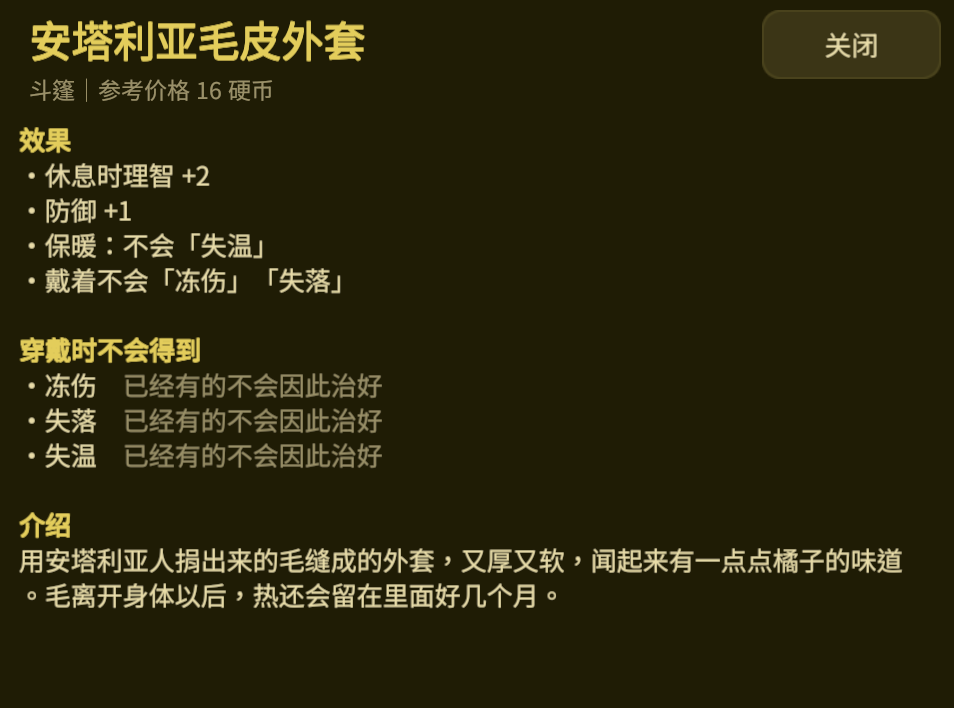 安塔利亚毛皮外套
关闭
斗篷｜参考价格 16 硬币
效果
・休息时理智 +2
・防御 +1
・保暖：不会「失温」
・戴着不会「冻伤」「失落」
穿戴时不会得到
・冻伤　已经有的不会因此治好
・失落　已经有的不会因此治好
・失温　已经有的不会因此治好
介绍
用安塔利亚人捐出来的毛缝成的外套，又厚又软，闻起来有一点点橘子的味道
。毛离开身体以后，热还会留在里面好几个月。